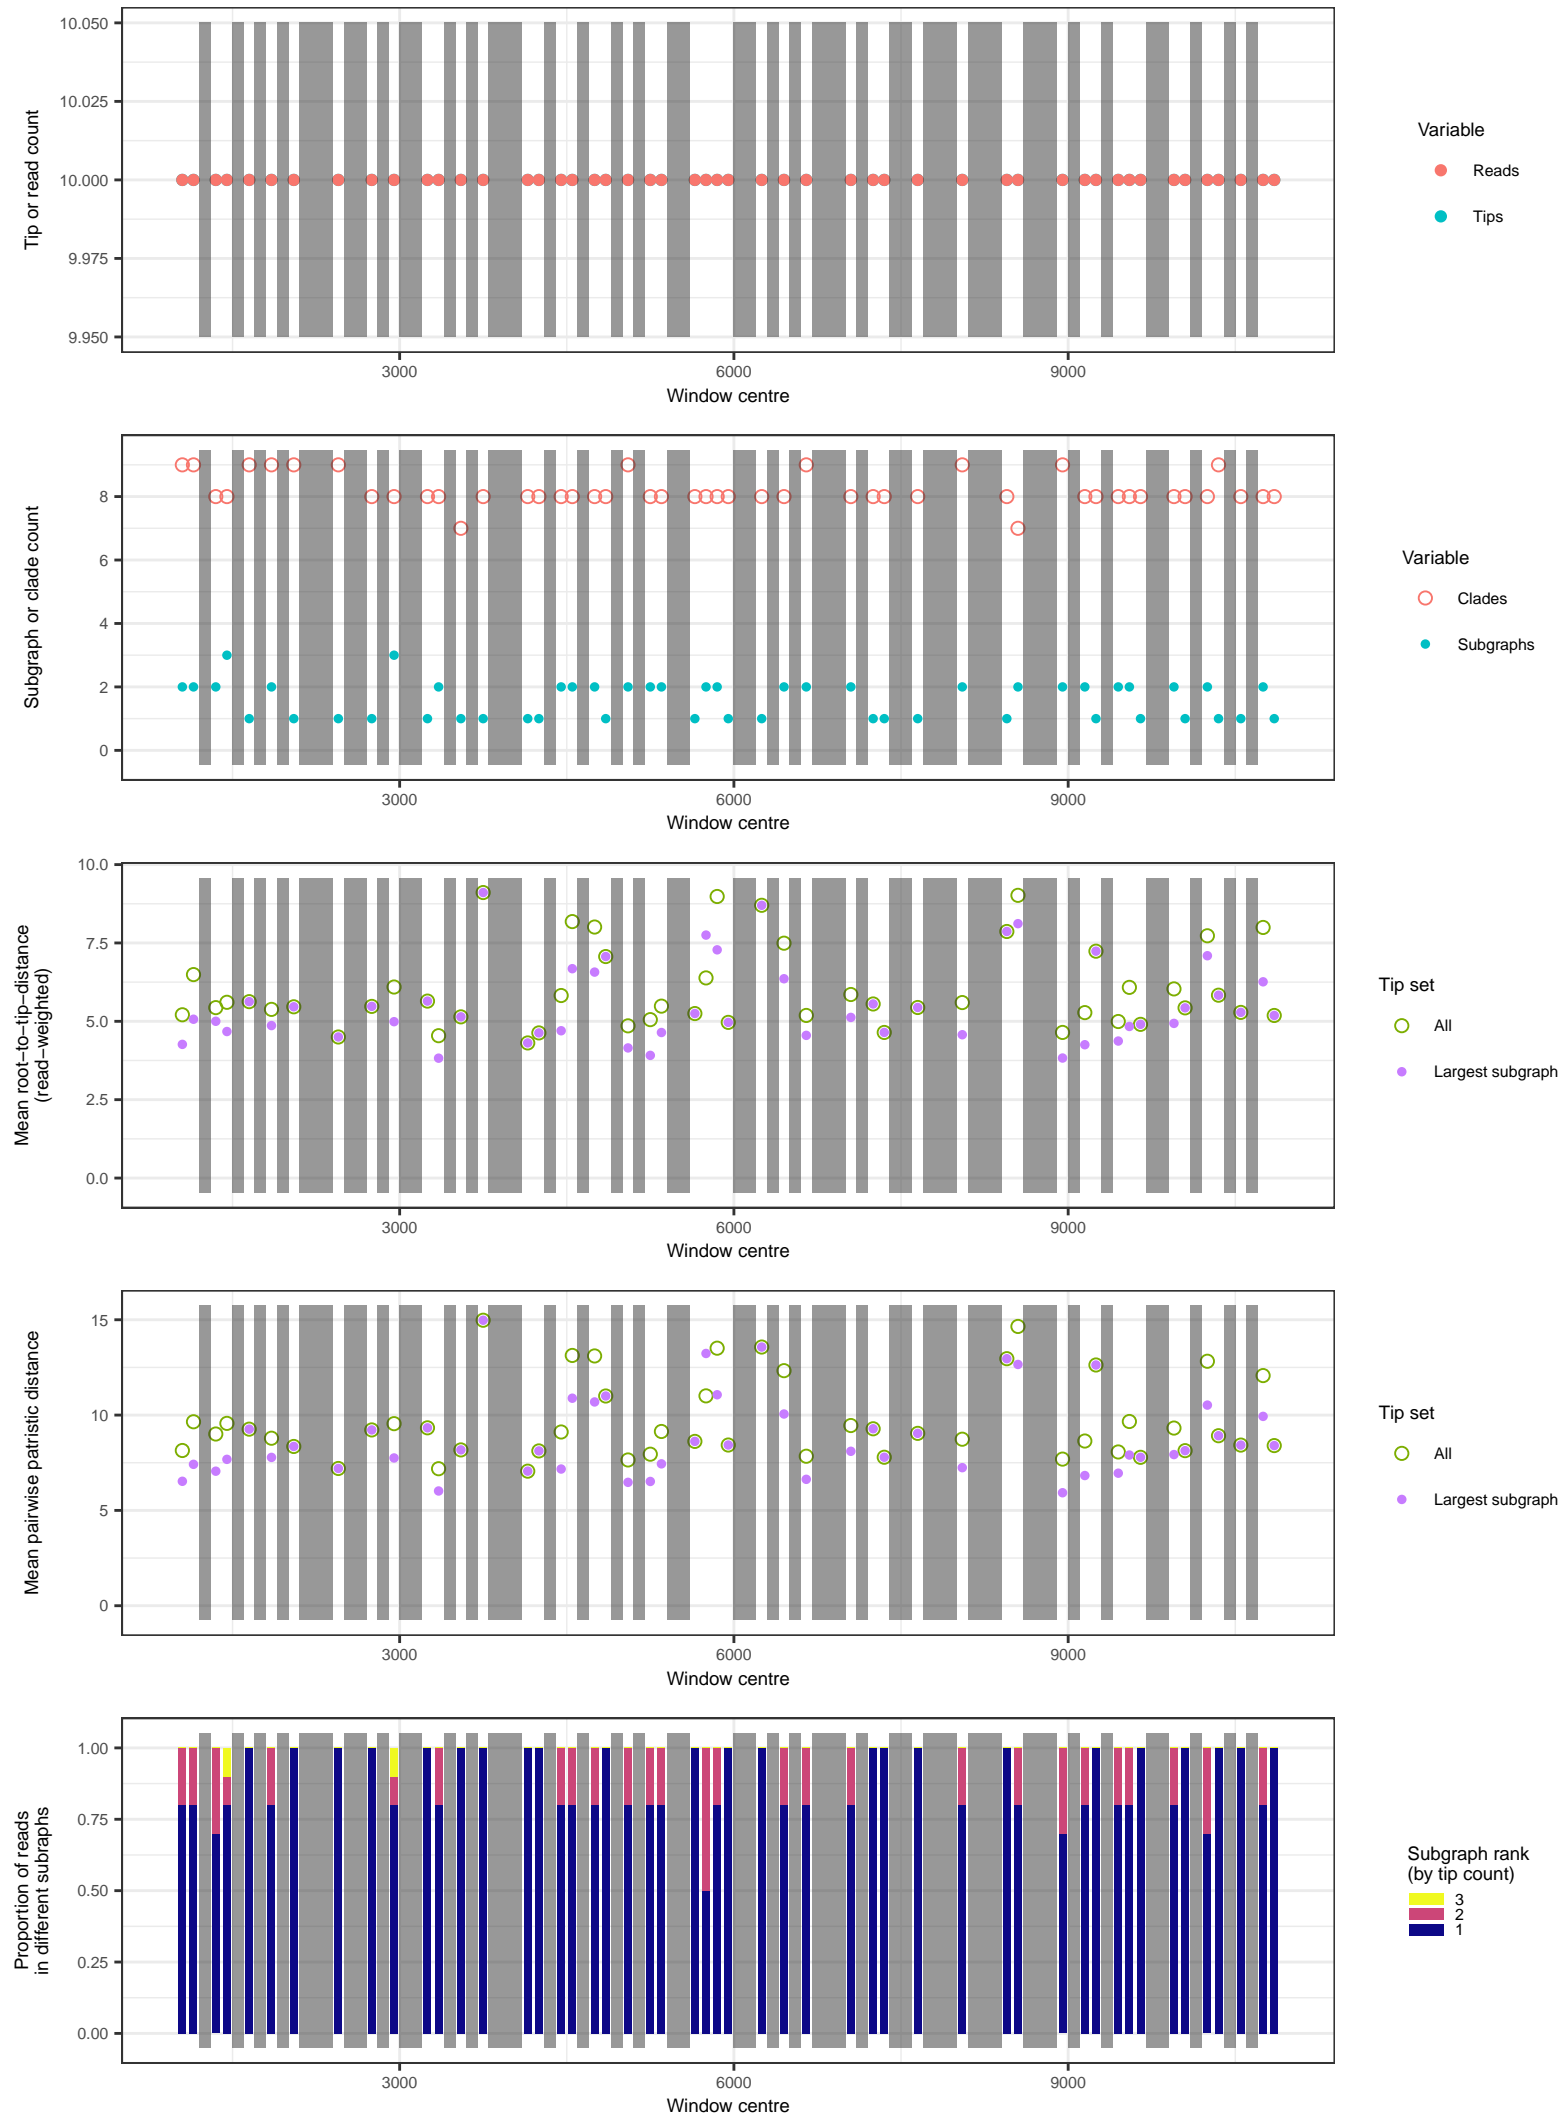 10.050
10.025
10.000
9.975
9.950
Tip or read count
3000
6000
9000
Window centre
Variable
Reads
Tips
8
6
4
2
0
Subgraph or clade count
3000
6000
9000
Window centre
Variable
Clades
Subgraphs
10.0
7.5
5.0
2.5
0.0
Mean root−to−tip−distance
(read−weighted)
3000
6000
9000
Window centre
Tip set
All
Largest subgraph
15
10
5
0
Mean pairwise patristic distance
3000
6000
9000
Window centre
Tip set
All
Largest subgraph
1.00
0.75
0.50
0.25
0.00
Proportion of reads
in different subraphs
3000
6000
9000
Window centre
Subgraph rank
(by tip count)
3
2
1